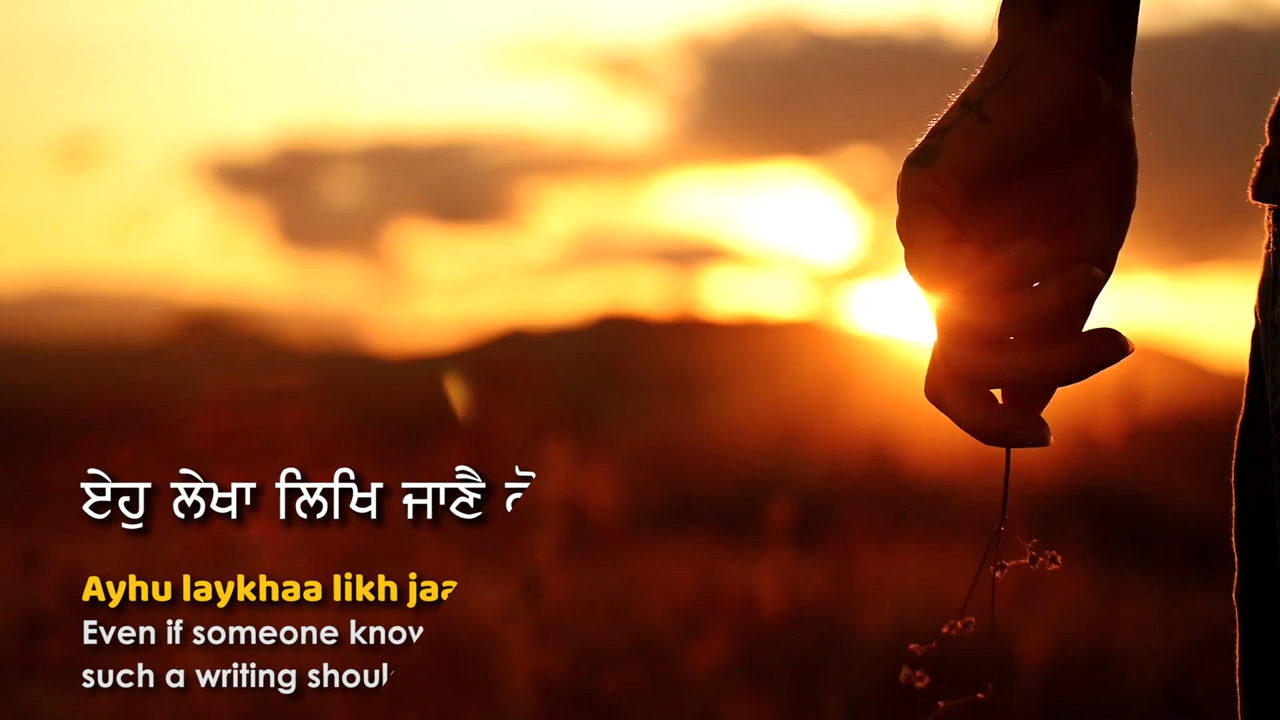 ਏਹੁ ਲੇਖਾ ਲਿਖਿ ਜਾਣੈ
Ayhu laykhaa likh
Even if someone
such a writing